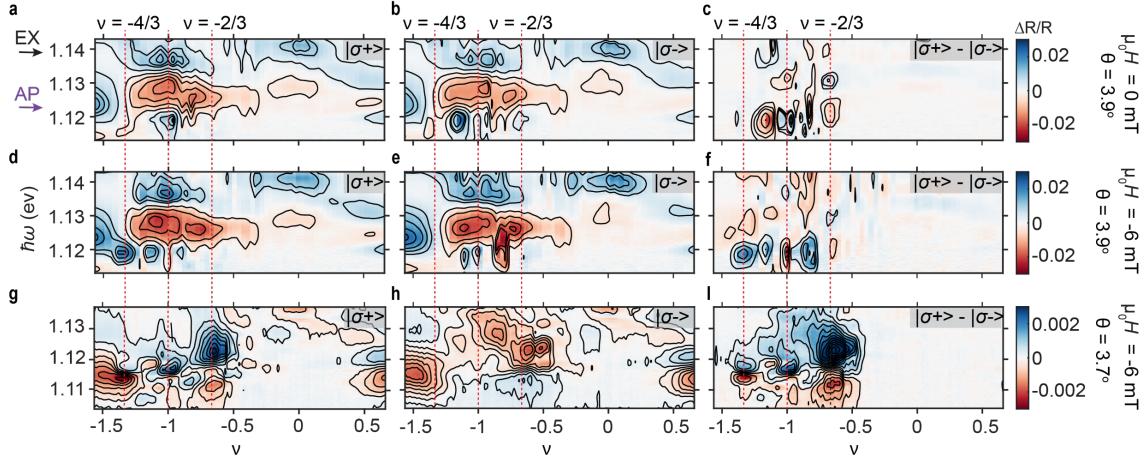 a ν = -4/3 ν = -2/3
b ν = -4/3 ν = -2/3
c ν = -4/3 ν = -2/3
ΔR/R
EX
AP
1.14
1.13
1.12
|σ+>
|σ->
|σ+> - |σ->
0.02
0
-0.02
μ₀H = 0 mT
θ = 3.9°
d
e
f
ħω (ev)
1.14
1.13
1.12
|σ+>
|σ->
|σ+> - |σ->
0.02
0
-0.02
μ₀H = -6 mT
θ = 3.9°
g
h
I
1.13
1.12
1.11
|σ+>
|σ->
|σ+> - |σ->
0.002
0
-0.002
μ₀H = -6 mT
θ = 3.7°
-1.5 -1 -0.5 0 0.5
-1.5 -1 -0.5 0 0.5
-1.5 -1 -0.5 0 0.5
ν
ν
ν